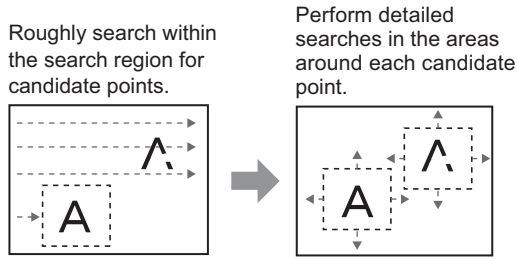 Roughly search within
the search region for
candidate points.
Perform detailed
searches in the areas
around each candidate
point.
A
A
A